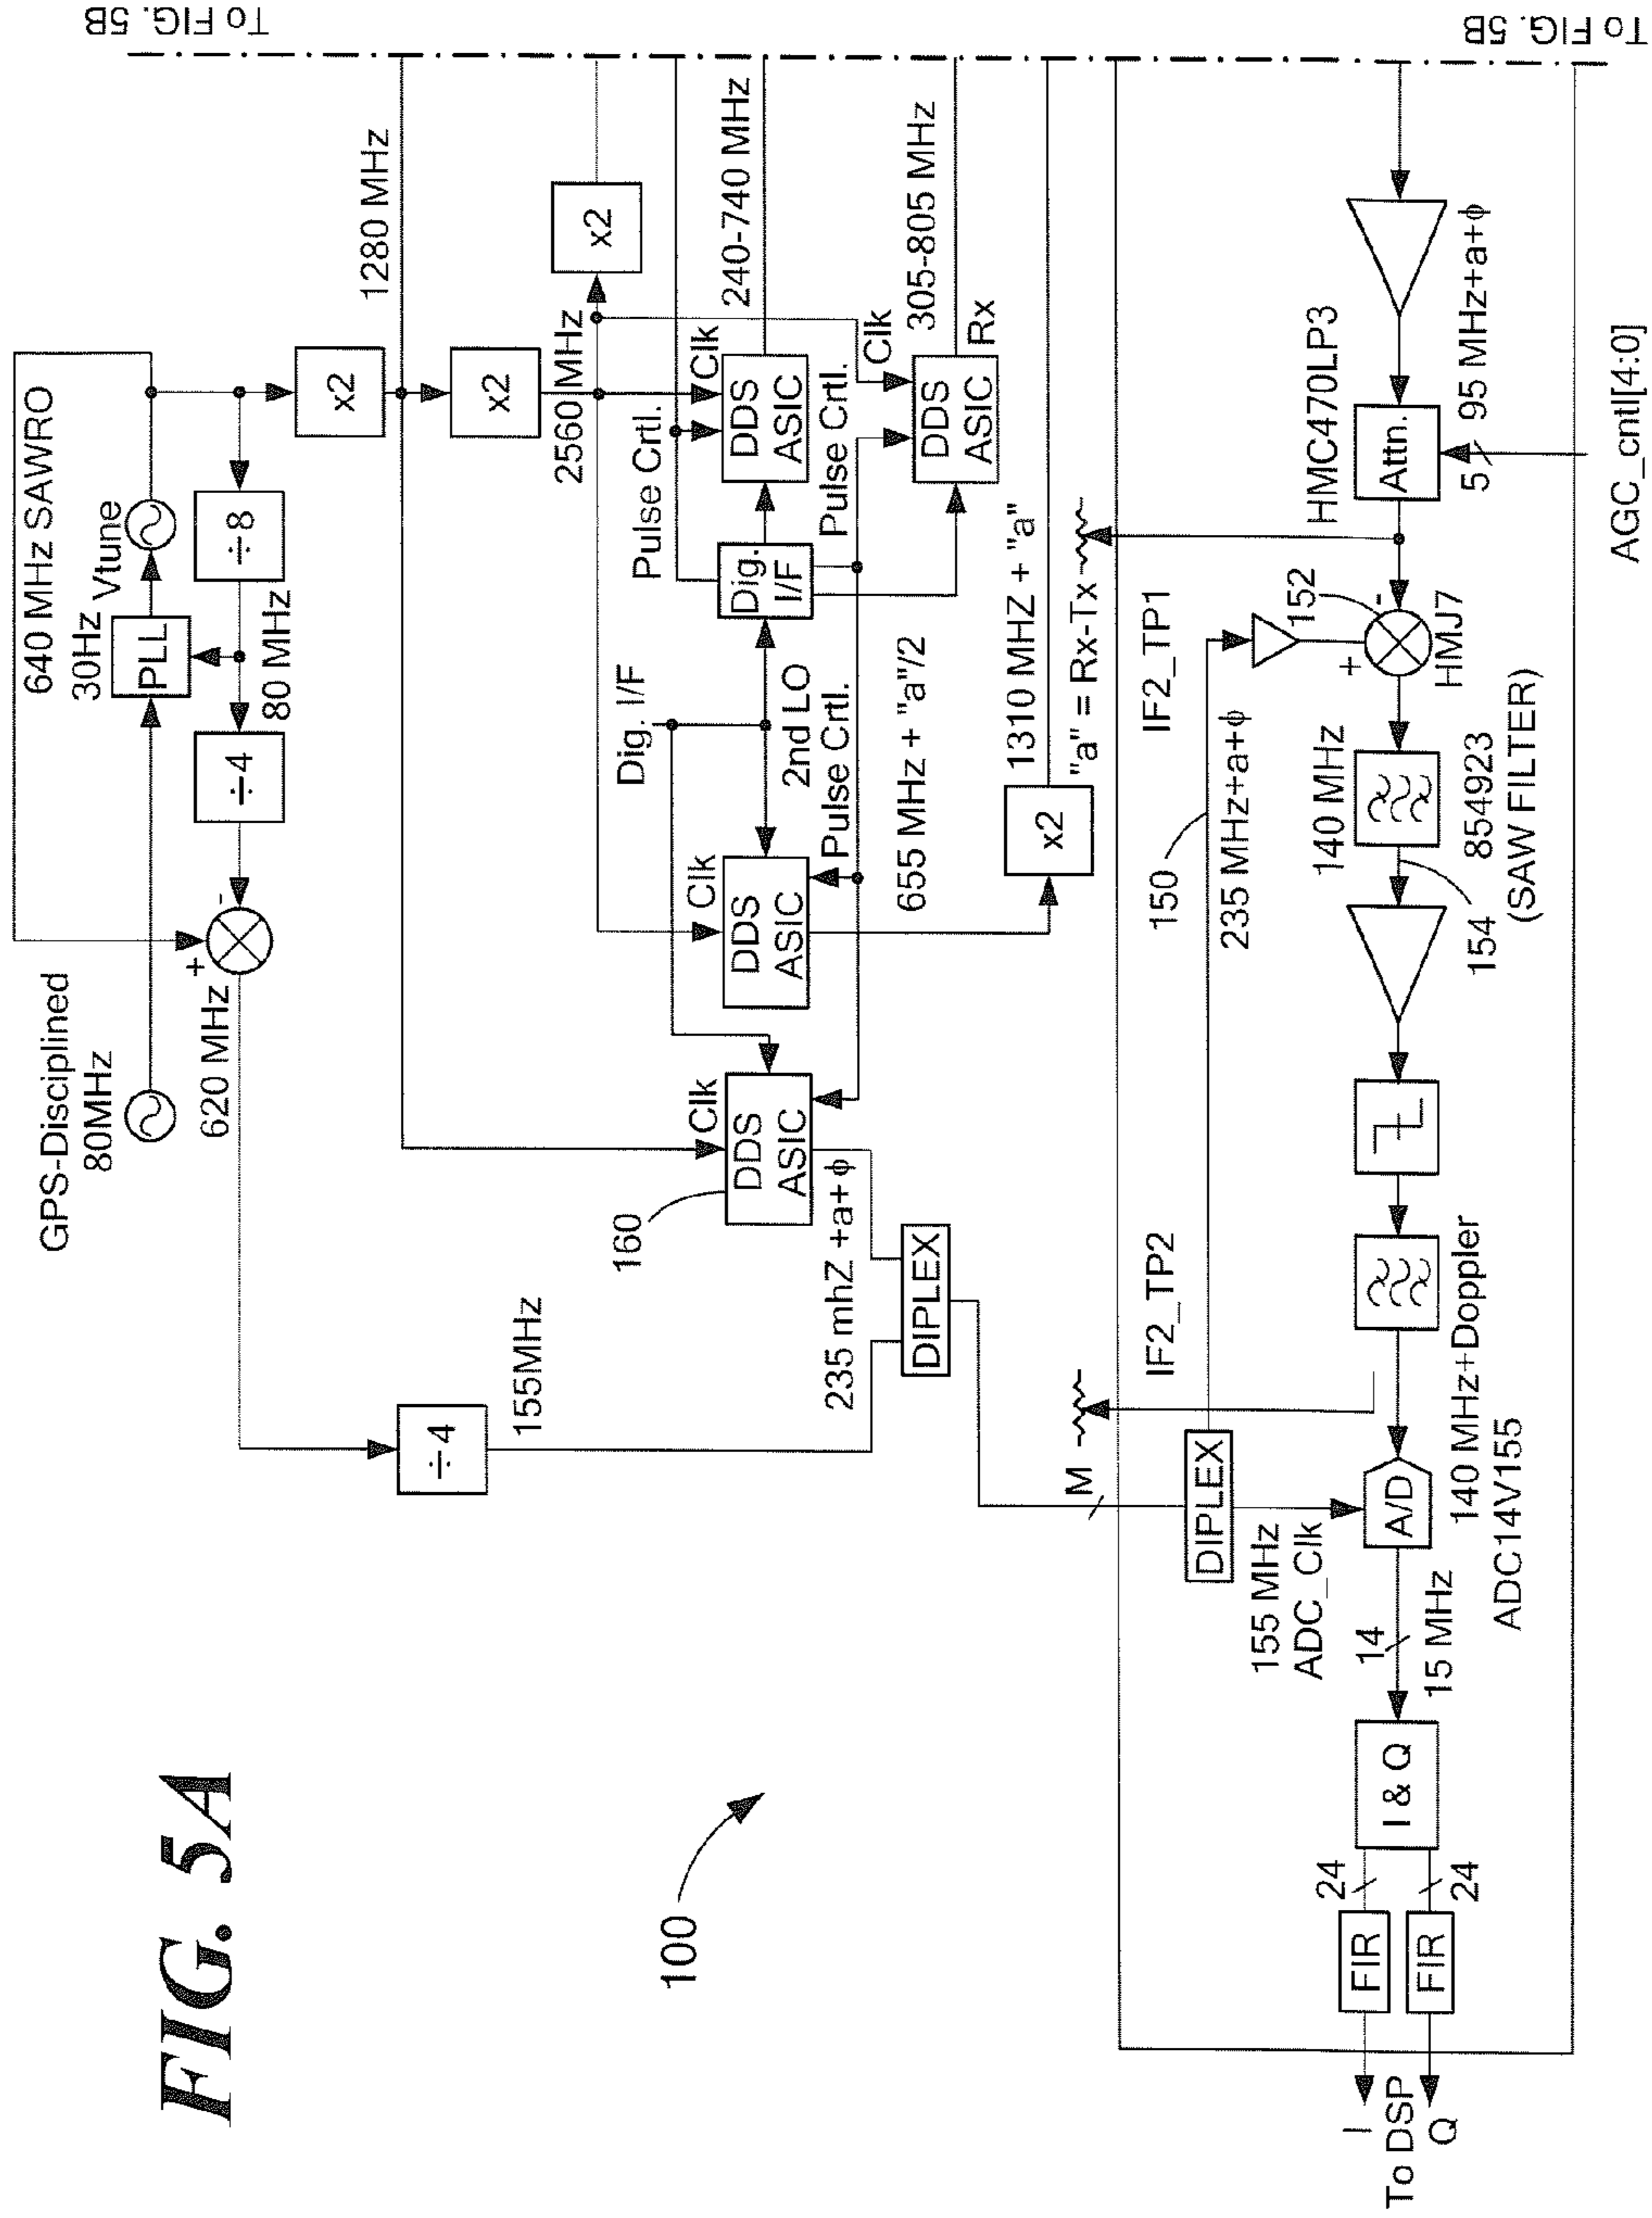 FIG. 5A
100
To FIG. 5B
To FIG. 5B
GPS-Disciplined
80MHz
640 MHz SAWRO
30Hz
Vtune
PLL
÷8
80 MHz
÷4
-
+
620 MHz
÷4
155MHz
x2
1280 MHz
x2
2560 MHz
x2
Dig. I/F
Pulse Crtl.
Clk
DDS
ASIC
240-740 MHz
Dig.
I/F
Pulse Crtl.
Clk
DDS
ASIC
Rx
305-805 MHz
2nd LO
Clk
DDS
ASIC
Pulse Crtl.
655 MHz + "a"/2
x2
1310 MHZ + "a"
"a" = Rx-Tx
160
Clk
DDS
ASIC
235 mhZ +a+ϕ
DIPLEX
M
DIPLEX
IF2_TP2
IF2_TP1
150
235 MHz+a+ϕ
155 MHz
ADC_Clk
To DSP
I
Q
FIR
FIR
24
24
I & Q
14
15 MHz
A/D
140 MHz+Doppler
ADC14V155
154
140 MHz
854923
(SAW FILTER)
152
+
-
HMJ7
HMC470LP3
Attn.
5
95 MHz+a+ϕ
AGC_cntl[4:0]